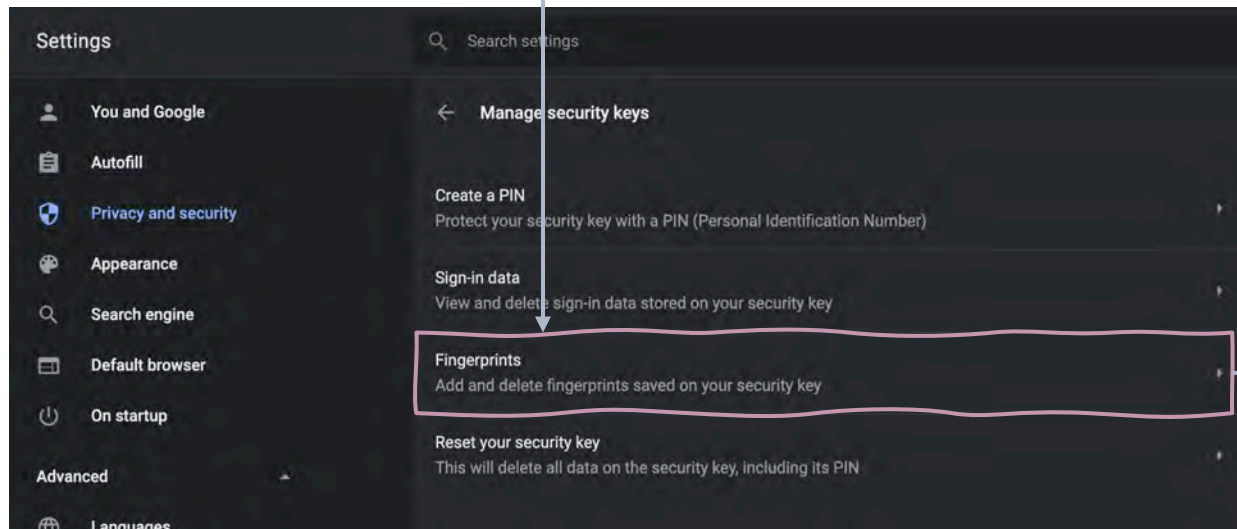 Settings
Search settings
You and Google
Autofill
Privacy and security
Appearance
Search engine
Default browser
On startup
Advanced
Languages
Manage security keys
Create a PIN
Protect your security key with a PIN (Personal Identification Number)
Sign-in data
View and delete sign-in data stored on your security key
Fingerprints
Add and delete fingerprints saved on your security key
Reset your security key
This will delete all data on the security key, including its PIN